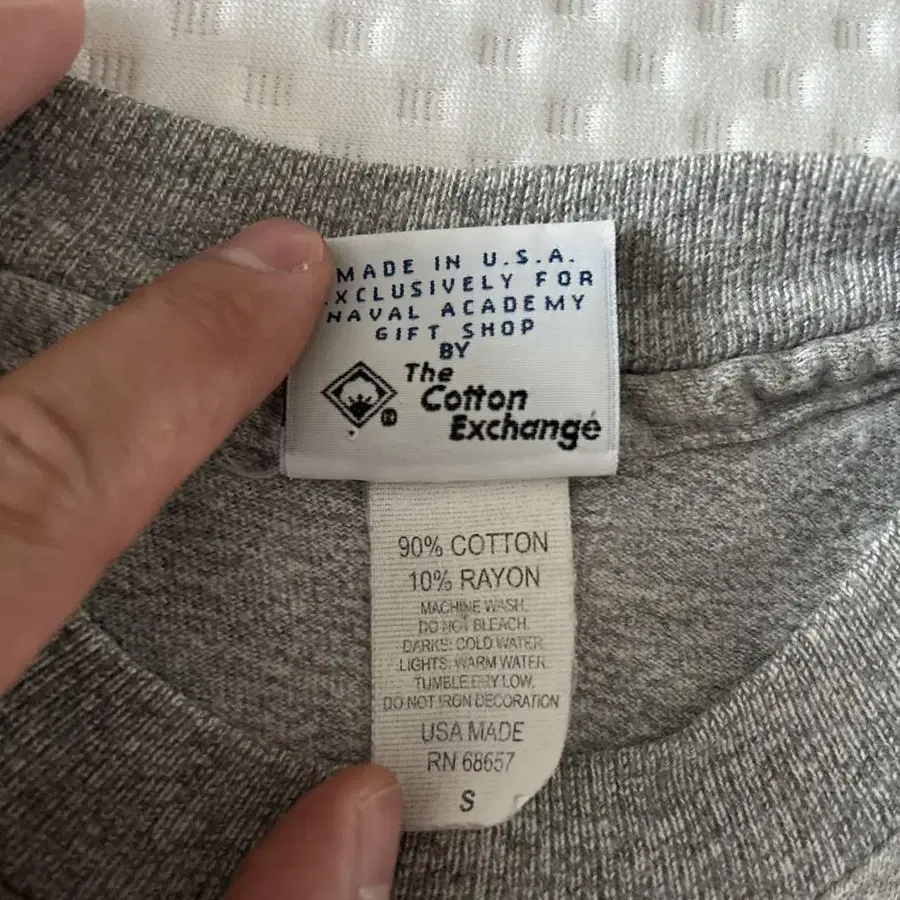 MADE IN U.S.A.
XCLUSIVELY FOR
NAVAL ACADEMY
GIFT SHOP
BY
The
Cotton
Exchange
®
90% COTTON
10% RAYON
MACHINE WASH.
DO NOT BLEACH.
DARKS: COLD WATER.
LIGHTS: WARM WATER.
TUMBLE DRY LOW.
DO NOT IRON DECORATION
USA MADE
RN 68657
S